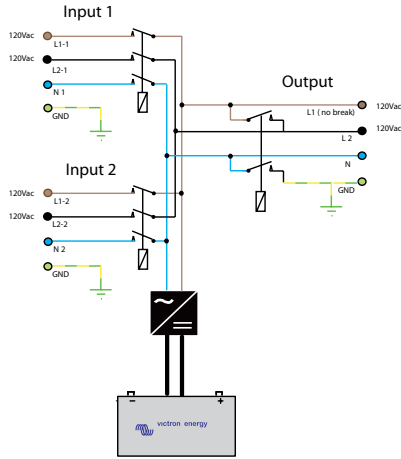 Input 1
120Vac
L1-1
120Vac
L2-1
N 1
GND
Output
120Vac
L1 ( no break)
120Vac
L 2
N
GND
Input 2
120Vac
L1-2
120Vac
L2-2
N 2
GND
victron energy